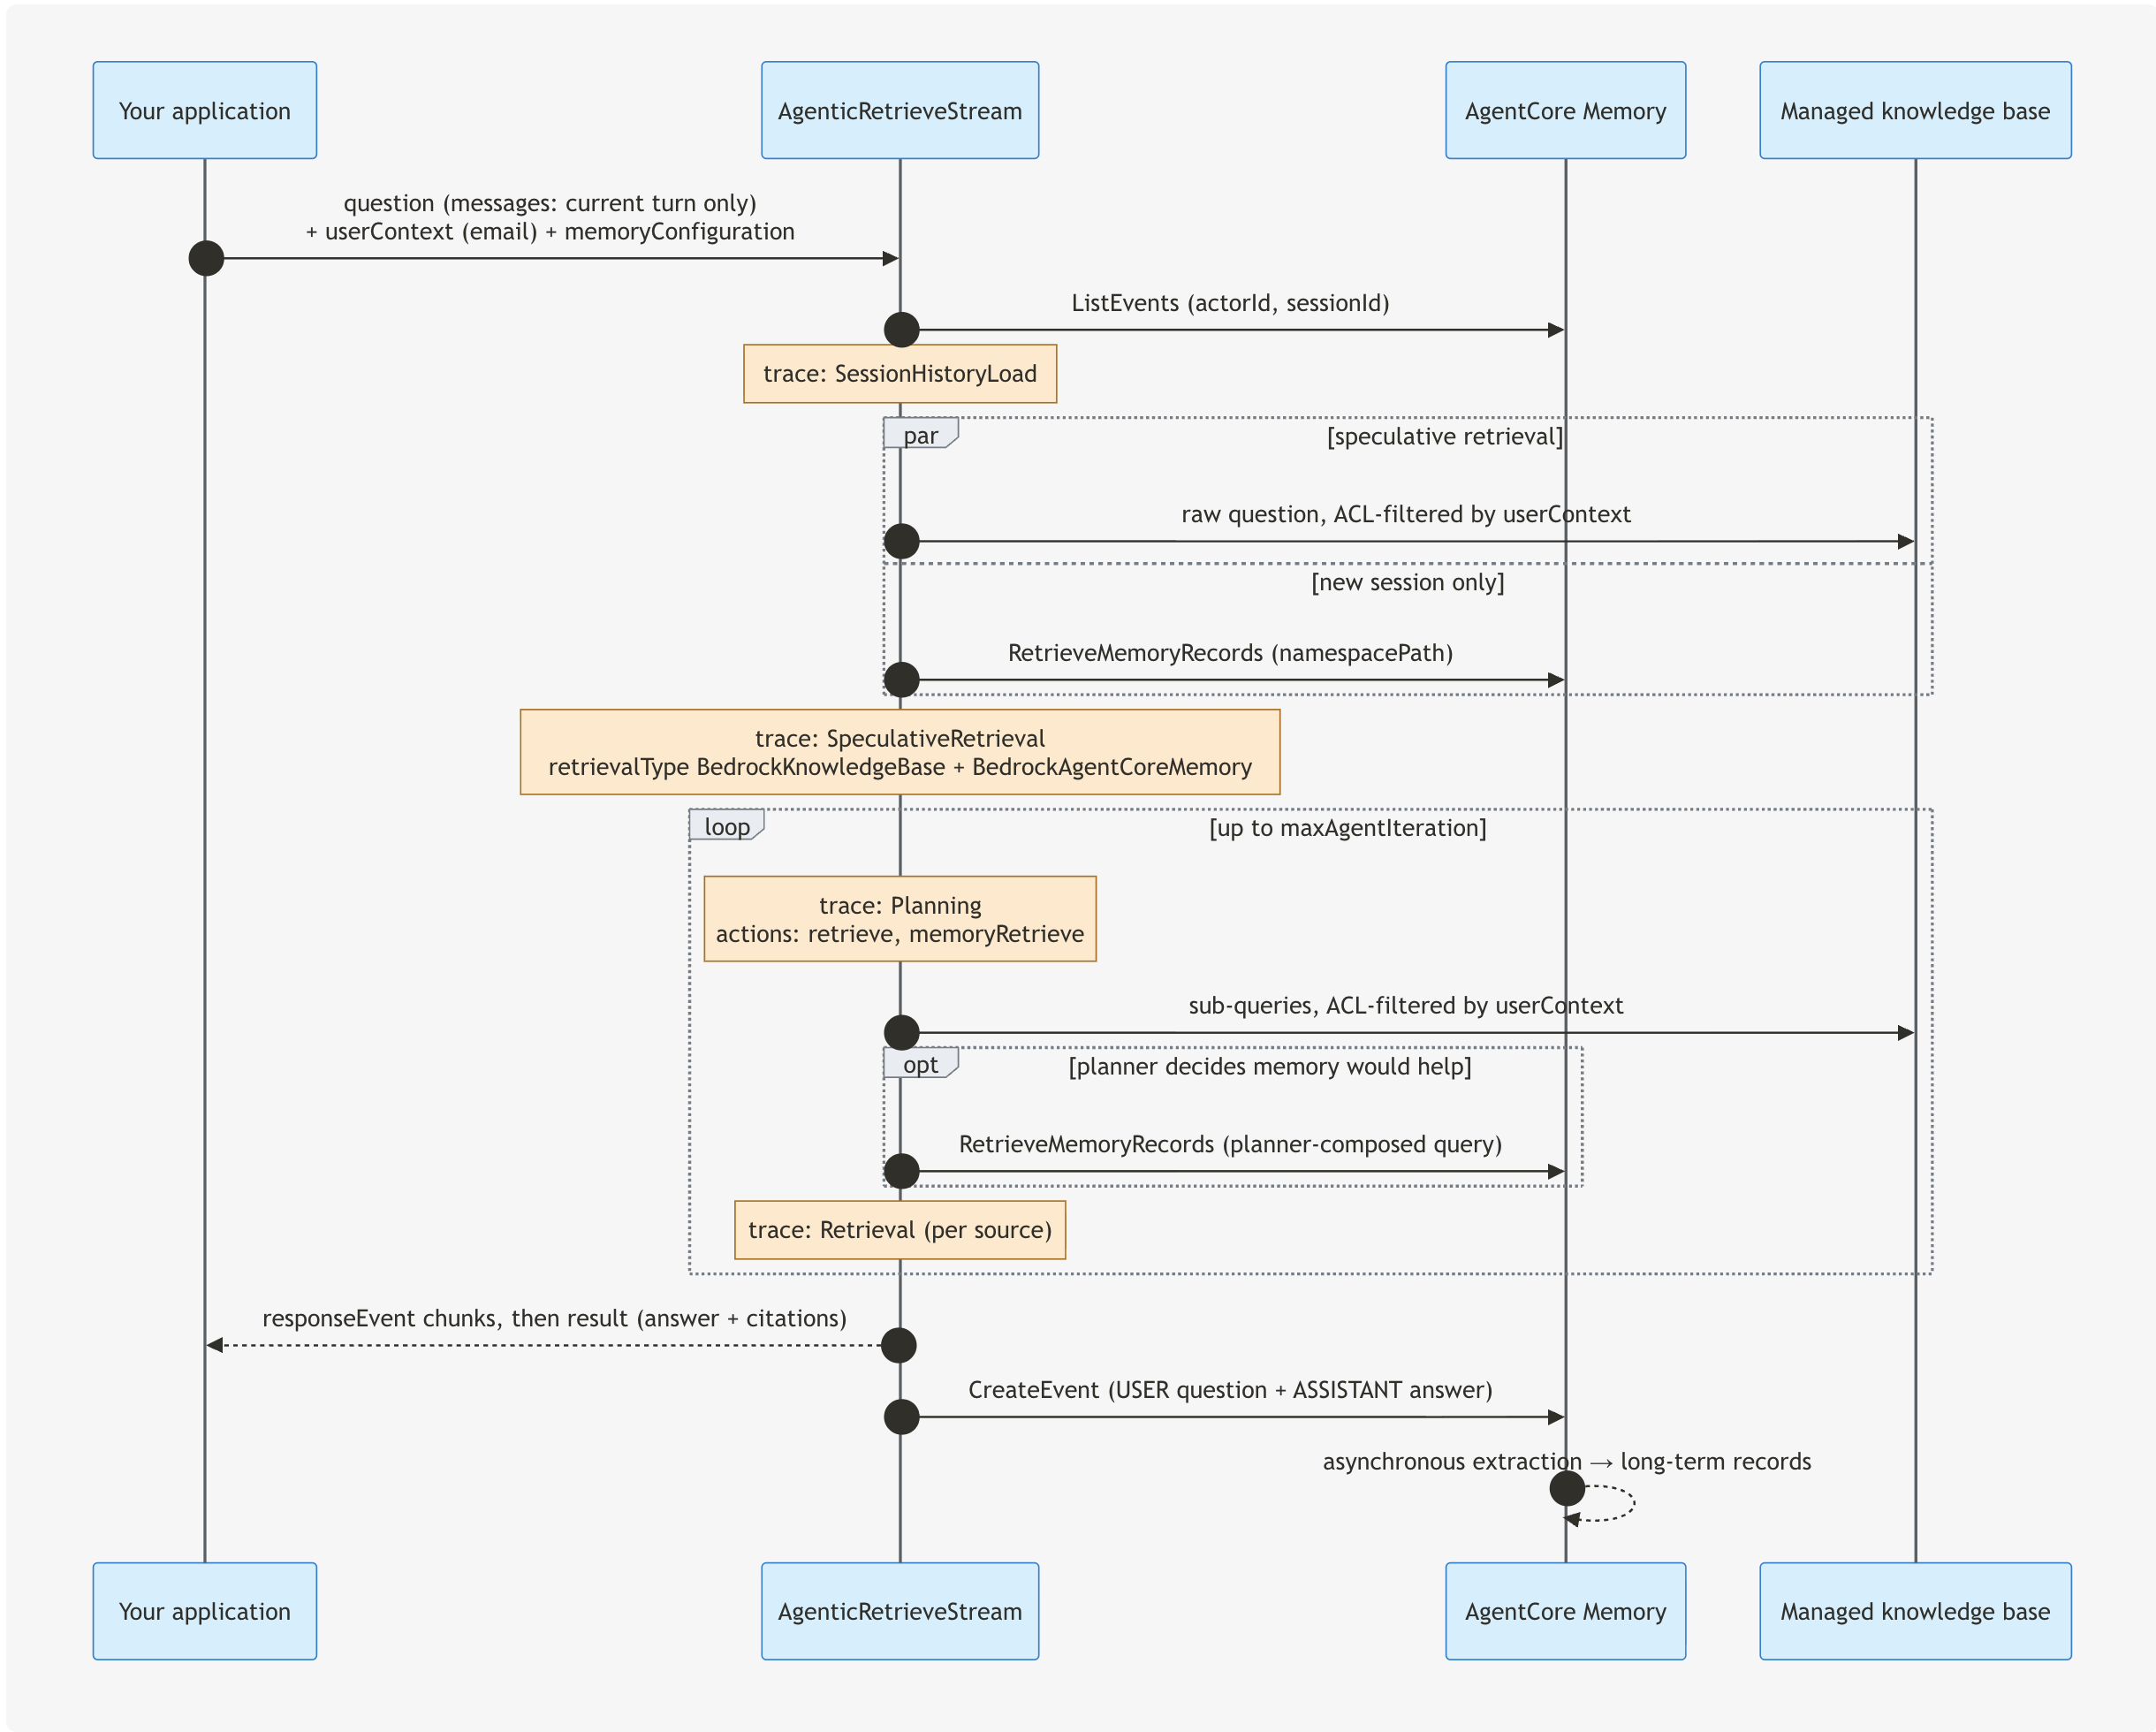 Your application
AgenticRetrieveStream
AgentCore Memory
Managed knowledge base
question (messages: current turn only)
+ userContext (email) + memoryConfiguration
ListEvents (actorId, sessionId)
trace: SessionHistoryLoad
par
[speculative retrieval]
raw question, ACL-filtered by userContext
[new session only]
RetrieveMemoryRecords (namespacePath)
trace: SpeculativeRetrieval
retrievalType BedrockKnowledgeBase + BedrockAgentCoreMemory
loop
[up to maxAgentIteration]
trace: Planning
actions: retrieve, memoryRetrieve
sub-queries, ACL-filtered by userContext
opt
[planner decides memory would help]
RetrieveMemoryRecords (planner-composed query)
trace: Retrieval (per source)
responseEvent chunks, then result (answer + citations)
CreateEvent (USER question + ASSISTANT answer)
asynchronous extraction → long-term records
Your application
AgenticRetrieveStream
AgentCore Memory
Managed knowledge base